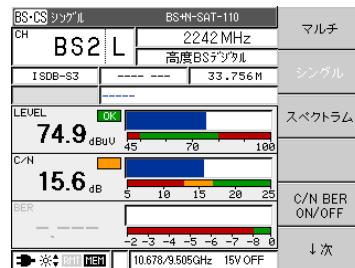 BS・CS シングル BS+N-SAT-110
CH BS2 L 2242 MHz
高度BSデジタル
ISDB-S3 ---- --- 33.756M
-----
LEVEL OK
74.9 dBuV
45 70 100
C/N
15.6 dB
5 10 15 20 25
BER
--.----
-2 -3 -4 -5 -6 -7 -8 0
RMT MEM 10.678/9.505GHz 15V OFF
マルチ
シングル
スペクトラム
C/N BER
ON/OFF
↓次